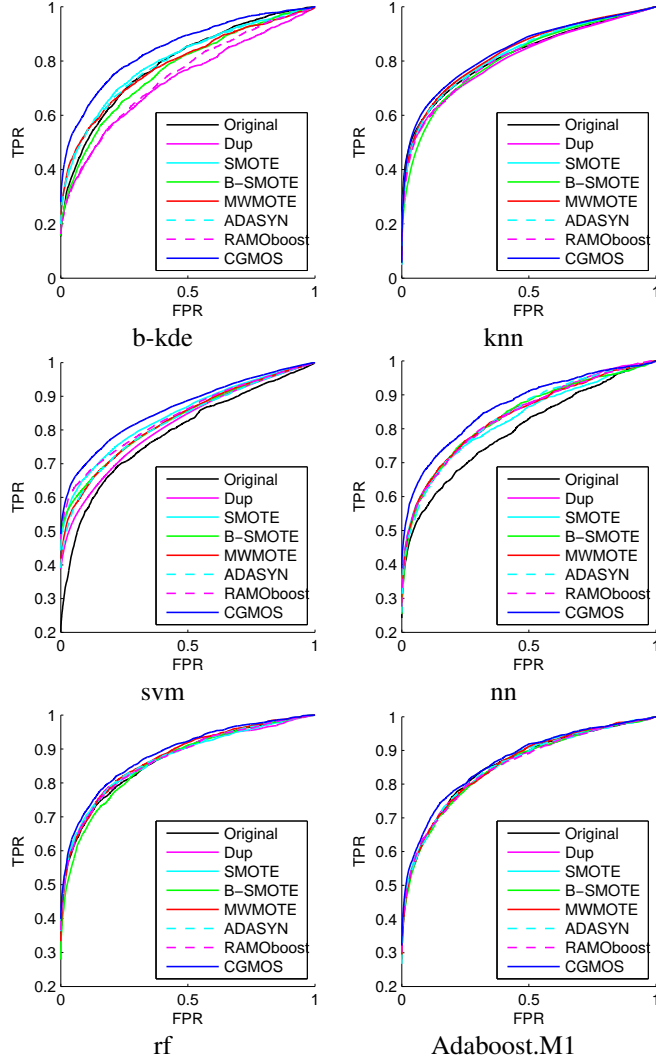 1
0.8
0.6
0.4
0.2
0
TPR
0 0.5 1
FPR
Original
Dup
SMOTE
B-SMOTE
MWMOTE
ADASYN
RAMOboost
CGMOS
b-kde
1
0.8
0.6
0.4
0.2
0
TPR
0 0.5 1
FPR
Original
Dup
SMOTE
B-SMOTE
MWMOTE
ADASYN
RAMOboost
CGMOS
knn
1
0.9
0.8
0.7
0.6
0.5
0.4
0.3
0.2
TPR
0 0.5 1
FPR
Original
Dup
SMOTE
B-SMOTE
MWMOTE
ADASYN
RAMOboost
CGMOS
svm
1
0.9
0.8
0.7
0.6
0.5
0.4
0.3
0.2
TPR
0 0.5 1
FPR
Original
Dup
SMOTE
B-SMOTE
MWMOTE
ADASYN
RAMOboost
CGMOS
nn
1
0.9
0.8
0.7
0.6
0.5
0.4
0.3
0.2
TPR
0 0.5 1
FPR
Original
Dup
SMOTE
B-SMOTE
MWMOTE
ADASYN
RAMOboost
CGMOS
rf
1
0.9
0.8
0.7
0.6
0.5
0.4
0.3
0.2
TPR
0 0.5 1
FPR
Original
Dup
SMOTE
B-SMOTE
MWMOTE
ADASYN
RAMOboost
CGMOS
Adaboost.M1